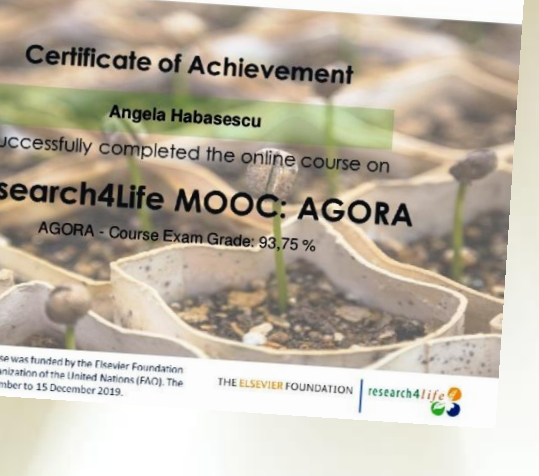 Certificate of Achievement
Angela Habasescu
uccessfully completed the online course on
search4Life MOOC: AGORA
AGORA - Course Exam Grade: 93,75 %
se was funded by the Elsevier Foundation
anization of the United Nations (FAO). The
mber to 15 December 2019.
THE ELSEVIER FOUNDATION
research4life